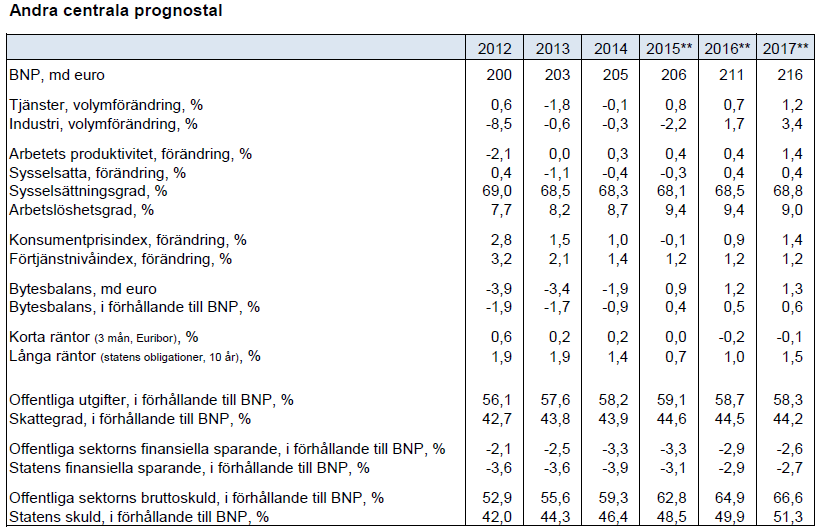 Andra centrala prognostal
2012 2013 2014 2015** 2016** 2017**
BNP, md euro 200 203 205 206 211 216
Tjänster, volymförändring, % 0,6 -1,8 -0,1 0,8 0,7 1,2
Industri, volymförändring, % -8,5 -0,6 -0,3 -2,2 1,7 3,4
Arbetets produktivitet, förändring, % -2,1 0,0 0,3 0,4 0,4 1,4
Sysselsatta, förändring, % 0,4 -1,1 -0,4 -0,3 0,4 0,4
Sysselsättningsgrad, % 69,0 68,5 68,3 68,1 68,5 68,8
Arbetslöshetsgrad, % 7,7 8,2 8,7 9,4 9,4 9,0
Konsumentprisindex, förändring, % 2,8 1,5 1,0 -0,1 0,9 1,4
Förtjänstnivåindex, förändring, % 3,2 2,1 1,4 1,2 1,2 1,2
Bytesbalans, md euro -3,9 -3,4 -1,9 0,9 1,2 1,3
Bytesbalans, i förhållande till BNP, % -1,9 -1,7 -0,9 0,4 0,5 0,6
Korta räntor (3 mån, Euribor), % 0,6 0,2 0,2 0,0 -0,2 -0,1
Långa räntor (statens obligationer, 10 år), % 1,9 1,9 1,4 0,7 1,0 1,5
Offentliga utgifter, i förhållande till BNP, % 56,1 57,6 58,2 59,1 58,7 58,3
Skattegrad, i förhållande till BNP, % 42,7 43,8 43,9 44,6 44,5 44,2
Offentliga sektorns finansiella sparande, i förhållande till BNP, % -2,1 -2,5 -3,3 -3,3 -2,9 -2,6
Statens finansiella sparande, i förhållande till BNP, % -3,6 -3,6 -3,9 -3,1 -2,9 -2,7
Offentliga sektorns bruttoskuld, i förhållande till BNP, % 52,9 55,6 59,3 62,8 64,9 66,6
Statens skuld, i förhållande till BNP, % 42,0 44,3 46,4 48,5 49,9 51,3